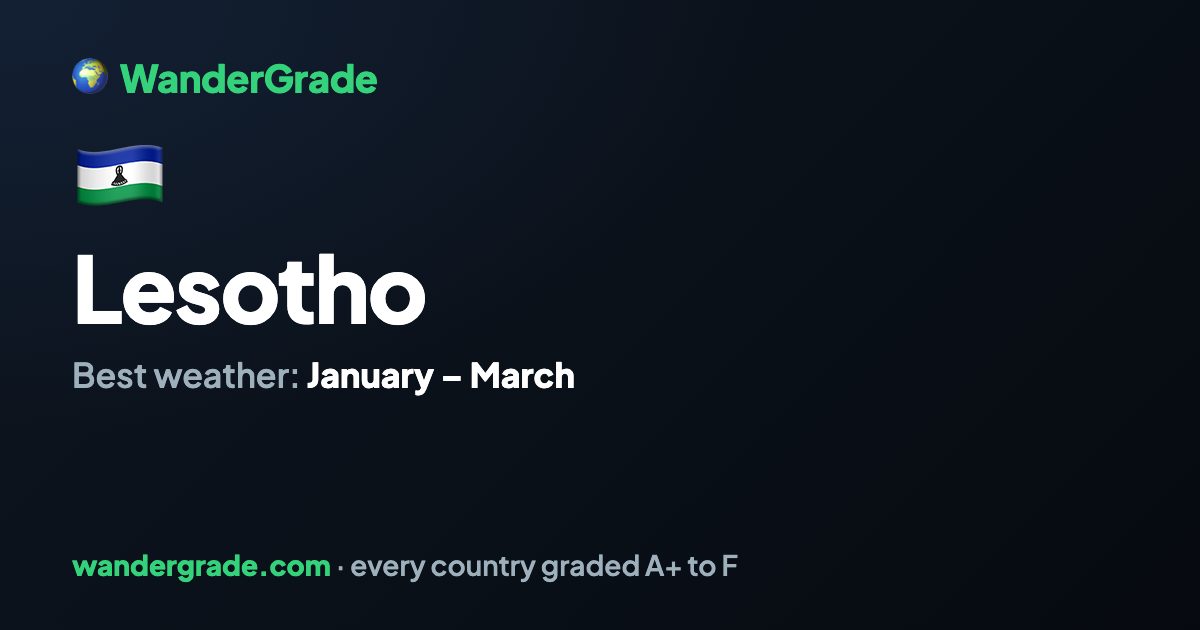 WanderGrade
Lesotho
Best weather: January – March
wandergrade.com · every country graded A+ to F